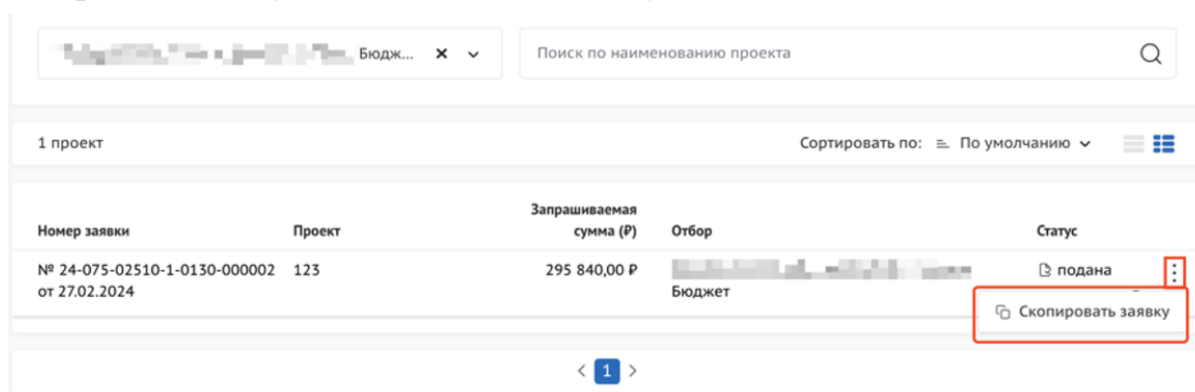 Бюдж...
Поиск по наименованию проекта
1 проект
Сортировать по: По умолчанию
Запрашиваемая
Номер заявки Проект сумма (₽) Отбор Статус
№ 24-075-02510-1-0130-000002 123 295 840,00 ₽ подана
от 27.02.2024 Бюджет
Скопировать заявку
< 1 >